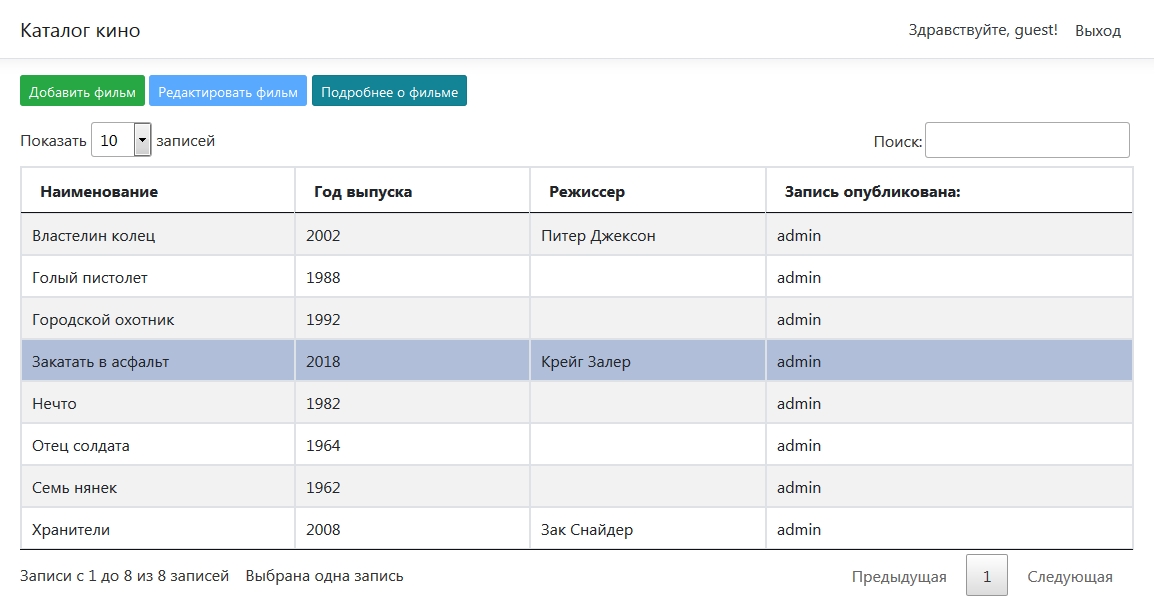 Каталог кино Здравствуйте, guest! Выход
Добавить фильм Редактировать фильм Подробнее о фильме
Показать 10 записей Поиск:
Наименование Год выпуска Режиссер Запись опубликована:
Властелин колец 2002 Питер Джексон admin
Голый пистолет 1988 admin
Городской охотник 1992 admin
Закатать в асфальт 2018 Крейг Залер admin
Нечто 1982 admin
Отец солдата 1964 admin
Семь нянек 1962 admin
Хранители 2008 Зак Снайдер admin
Записи с 1 до 8 из 8 записей Выбрана одна запись Предыдущая 1 Следующая